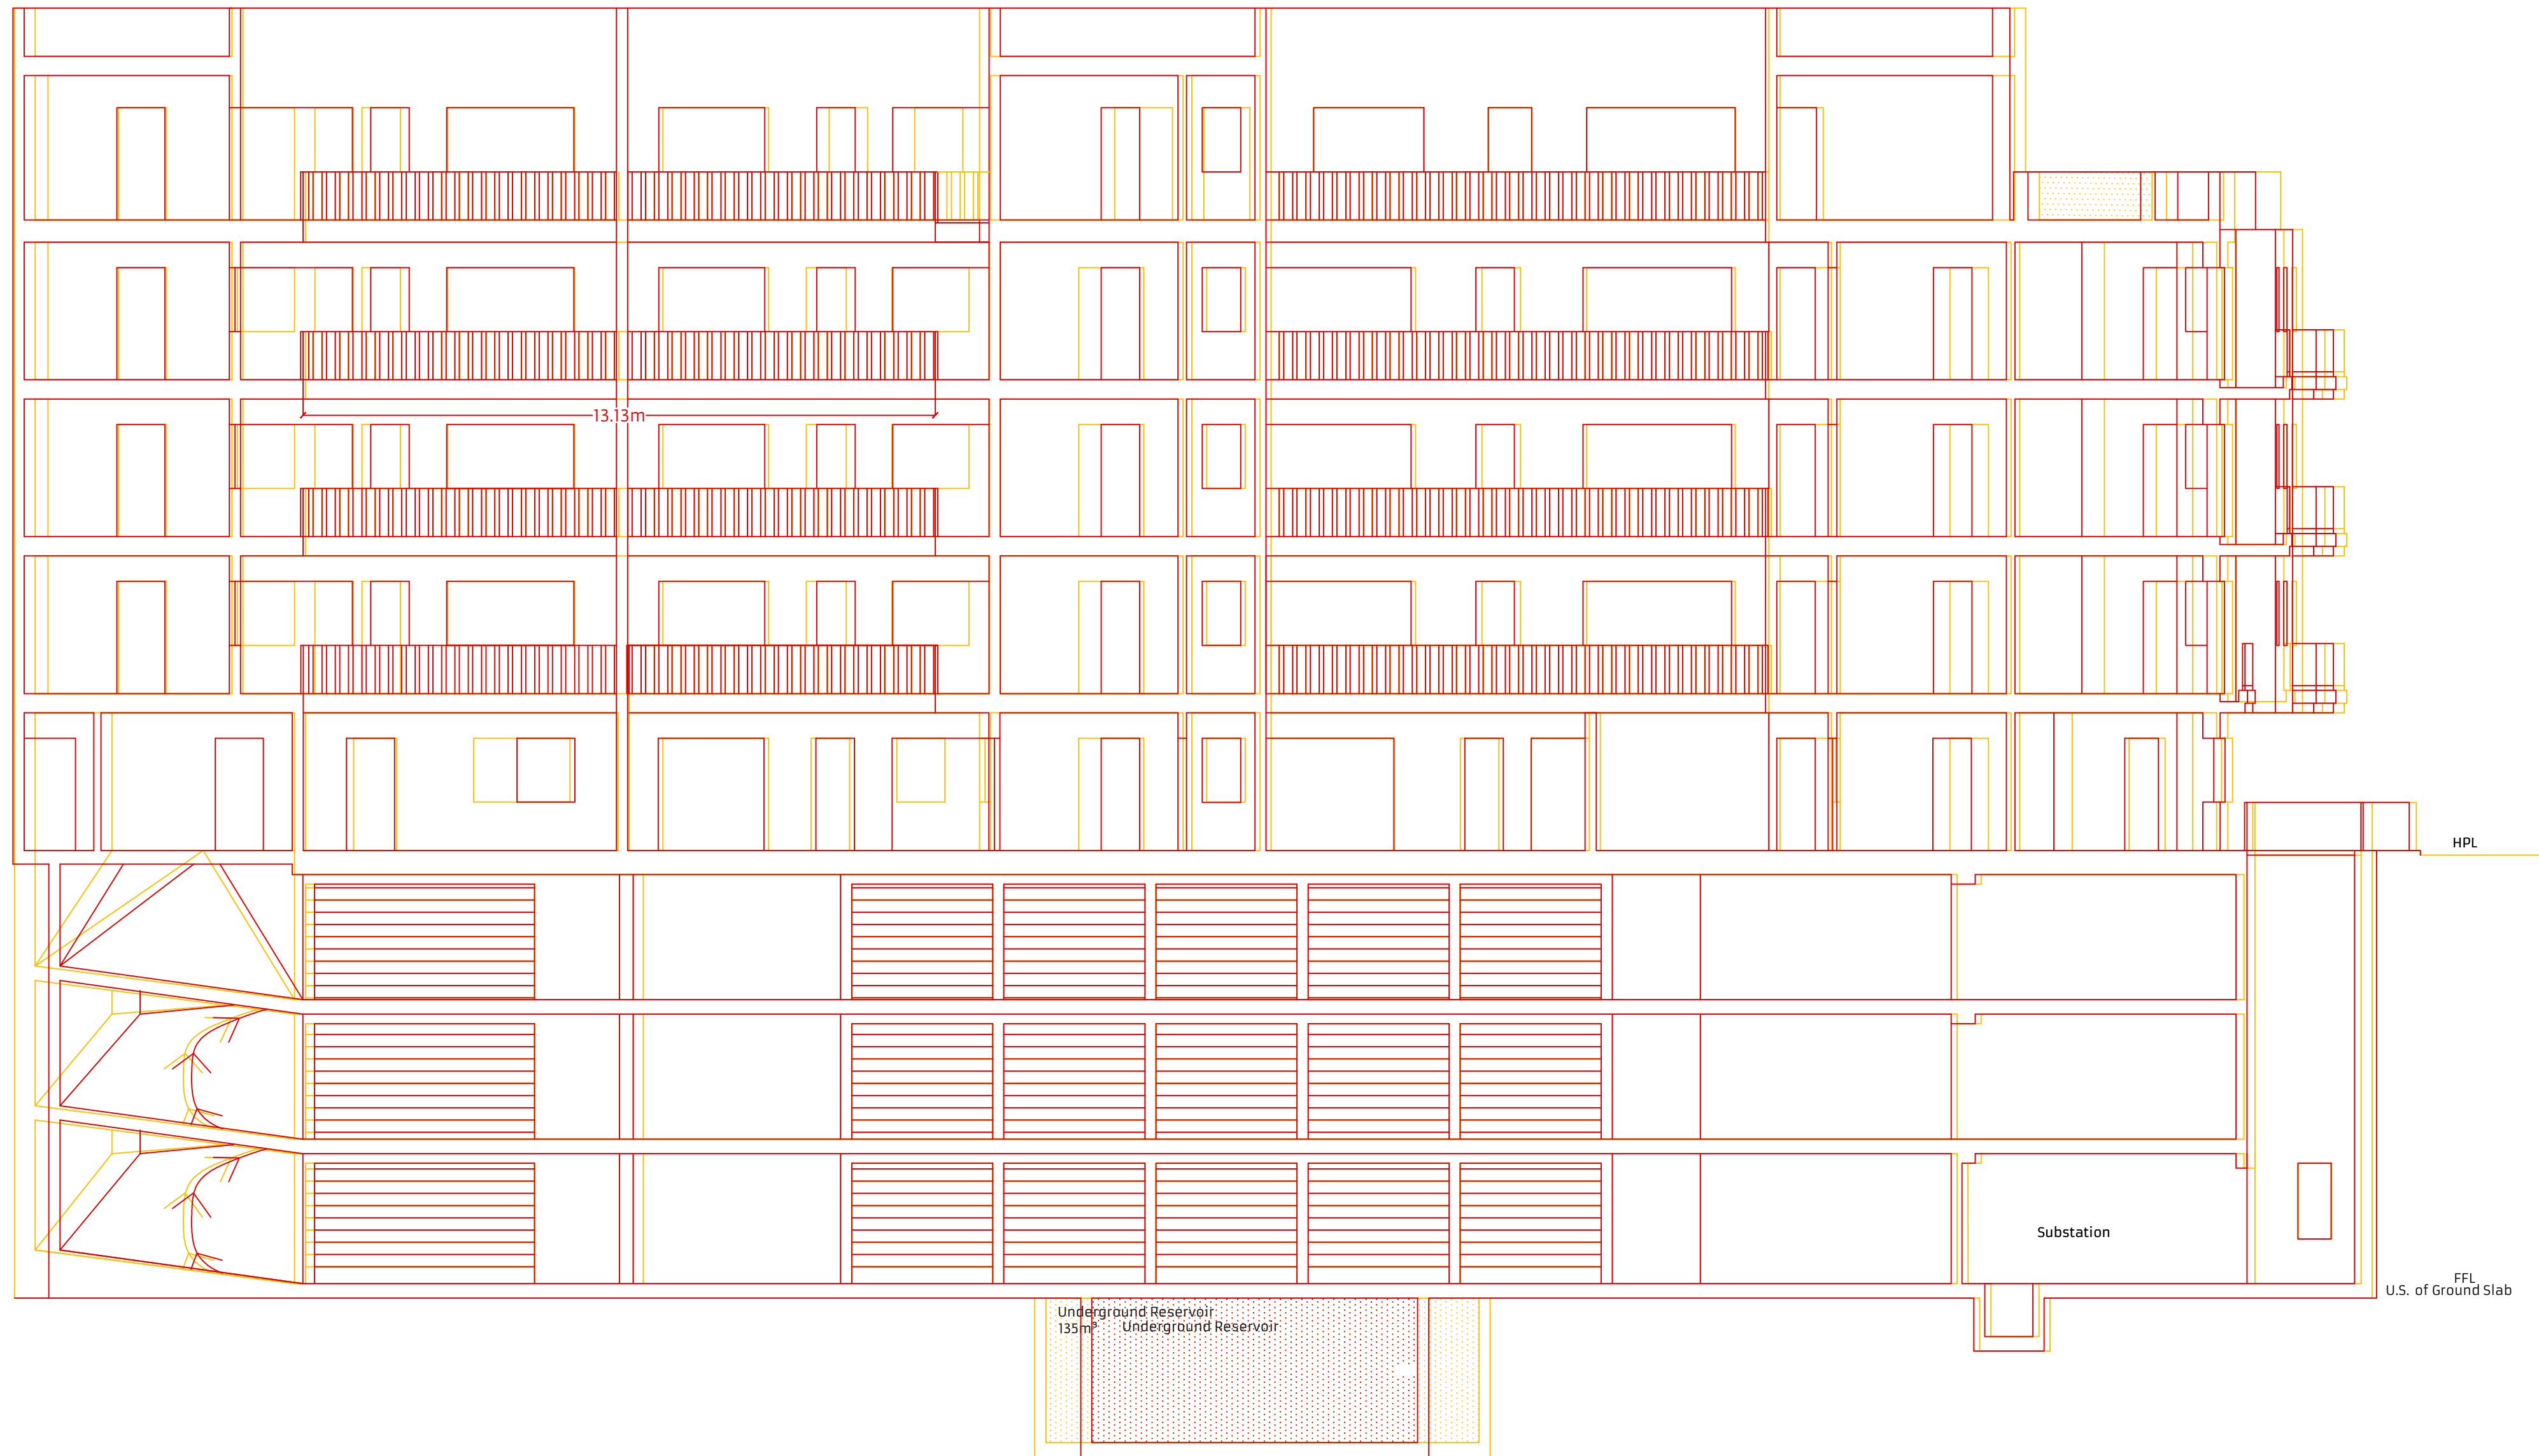 13.13m
HPL
Substation
FFL
U.S. of Ground Slab
Underground Reservoir
135m³
Underground Reservoir